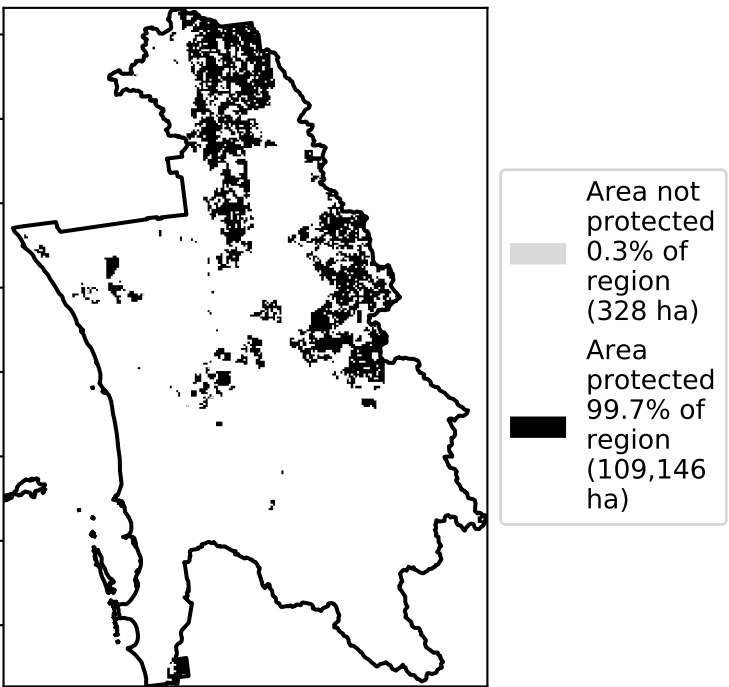 Area not
protected
0.3% of
region
(328 ha)
Area
protected
99.7% of
region
(109,146
ha)